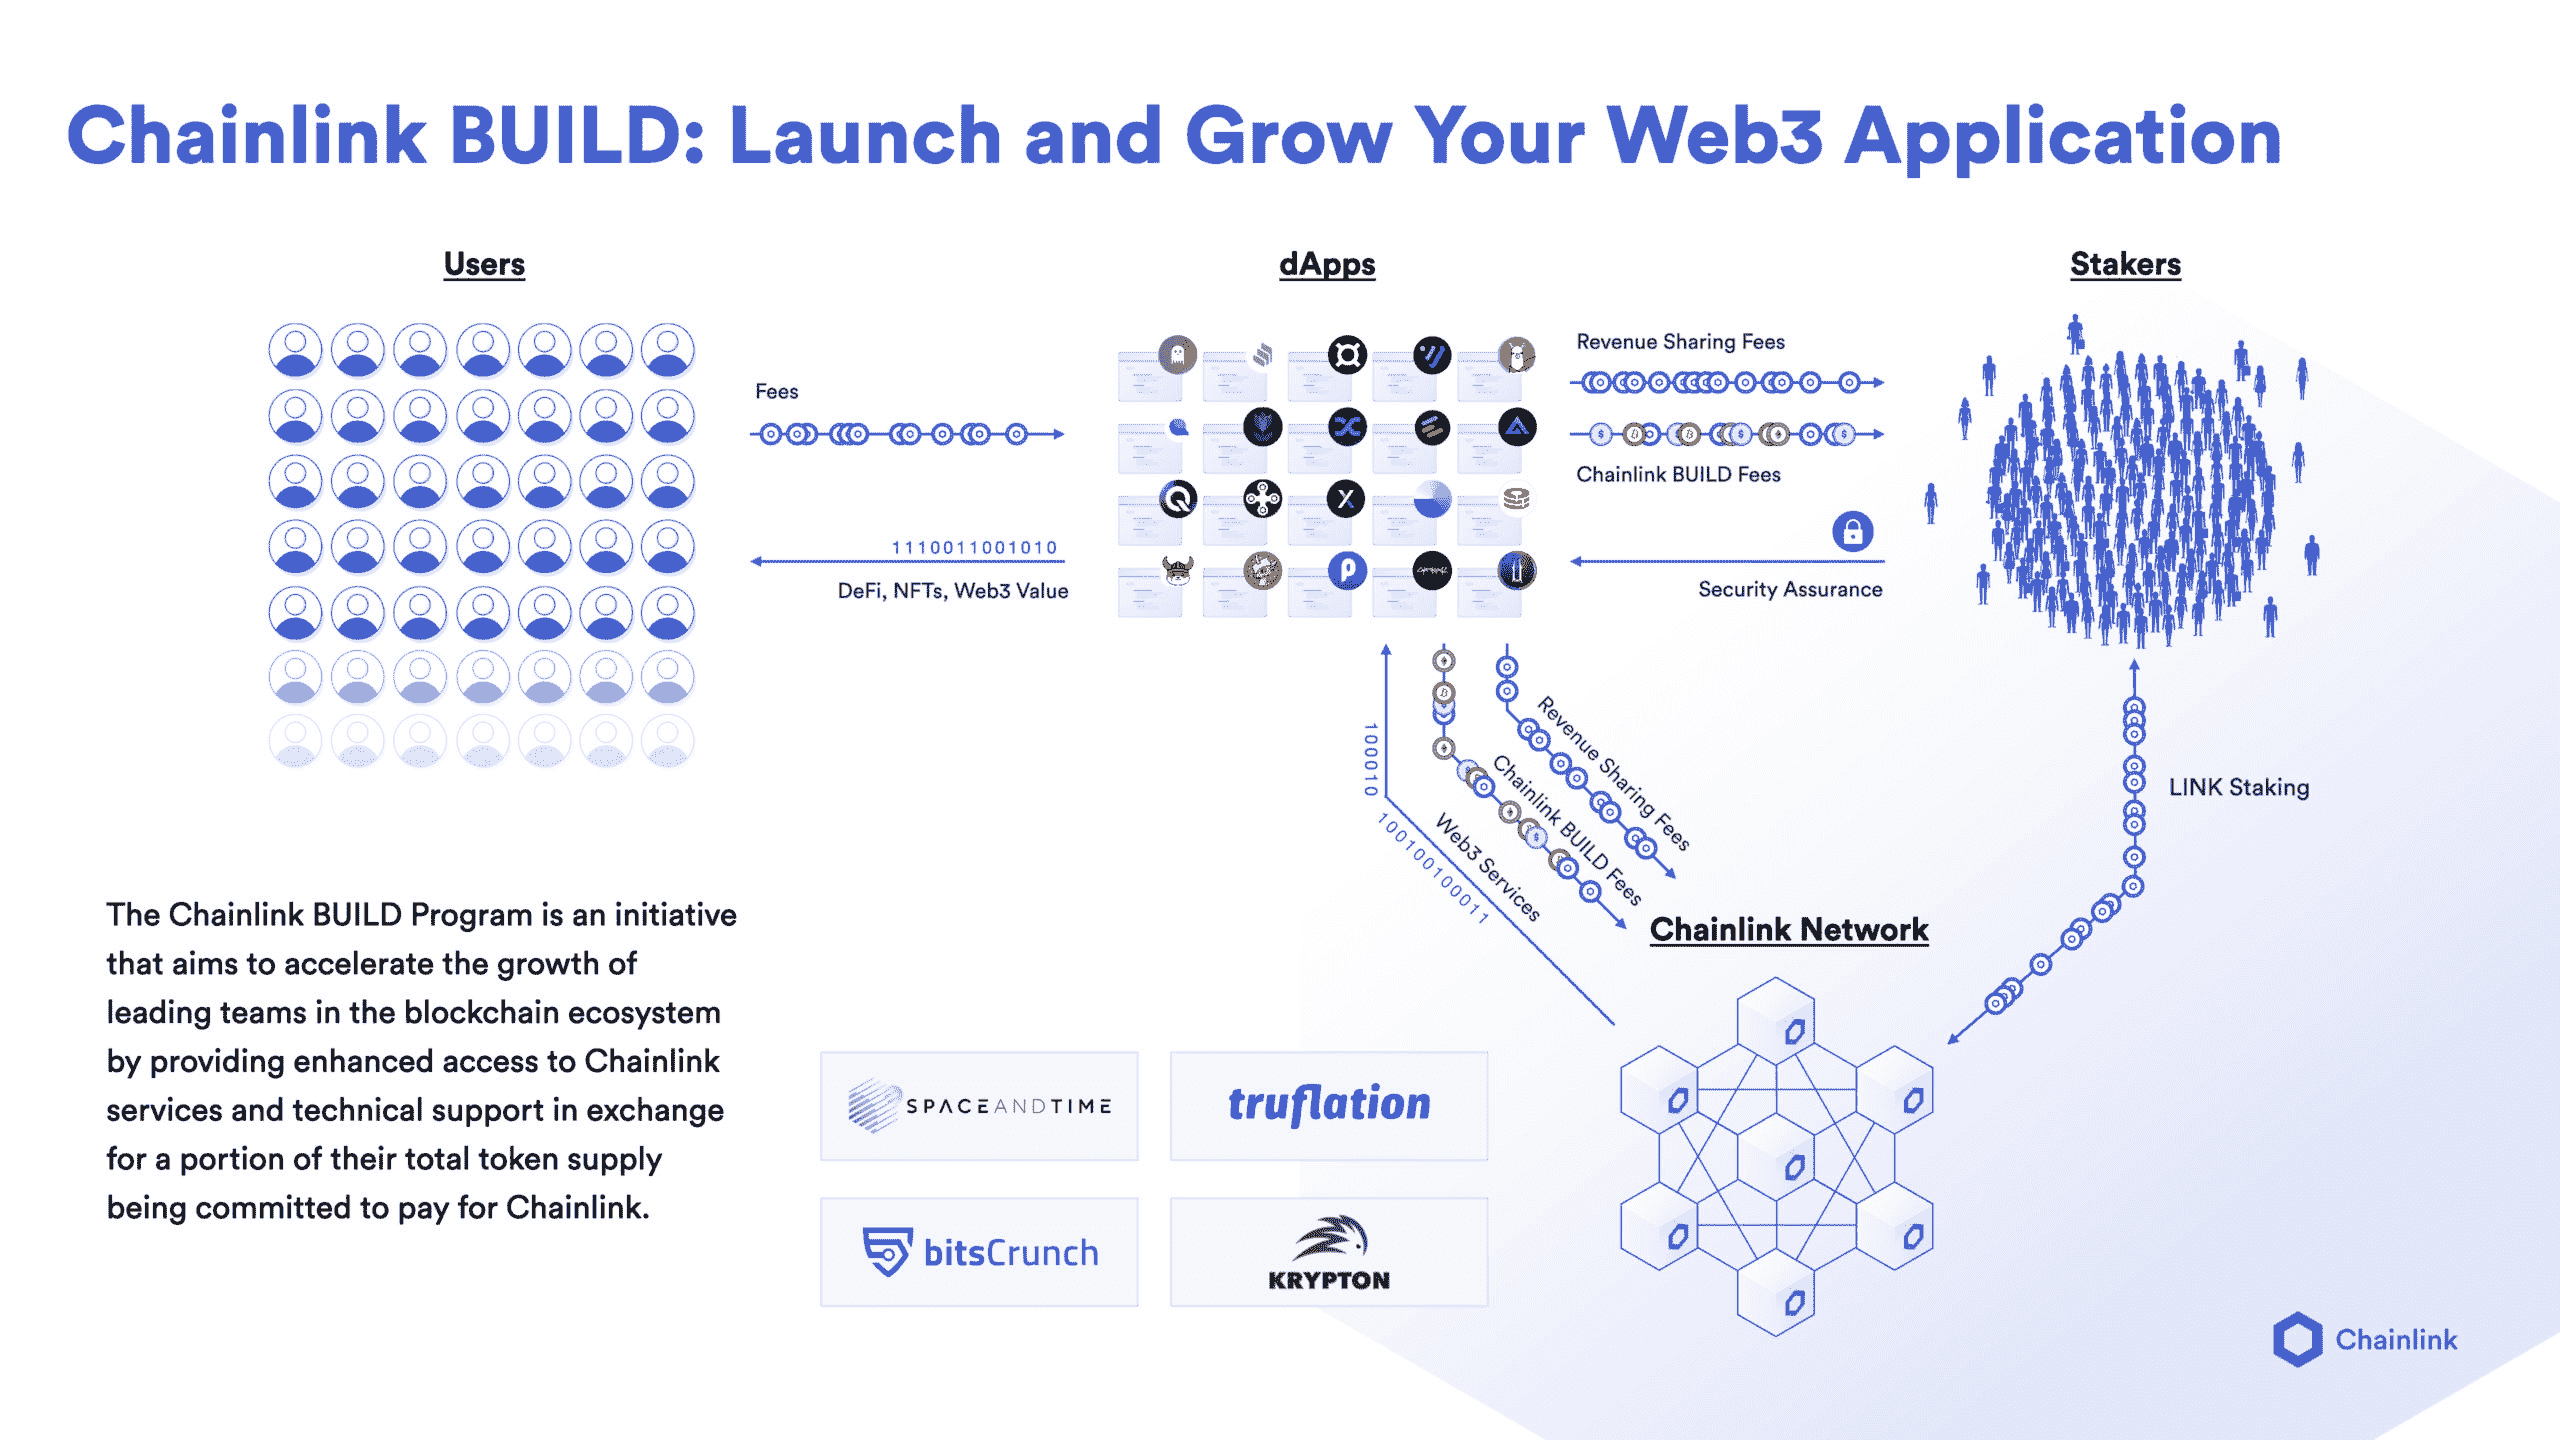 Chainlink BUILD: Launch and Grow Your Web3 Application
Users
dApps
Stakers
Fees
1110011001010
DeFi, NFTs, Web3 Value
Revenue Sharing Fees
Chainlink BUILD Fees
Security Assurance
100010
100100100011
Web3 Services
Chainlink BUILD Fees
Revenue Sharing Fees
LINK Staking
Chainlink Network
The Chainlink BUILD Program is an initiative
that aims to accelerate the growth of
leading teams in the blockchain ecosystem
by providing enhanced access to Chainlink
services and technical support in exchange
for a portion of their total token supply
being committed to pay for Chainlink.
SPACEANDTIME
truflation
bitsCrunch
KRYPTON
Chainlink